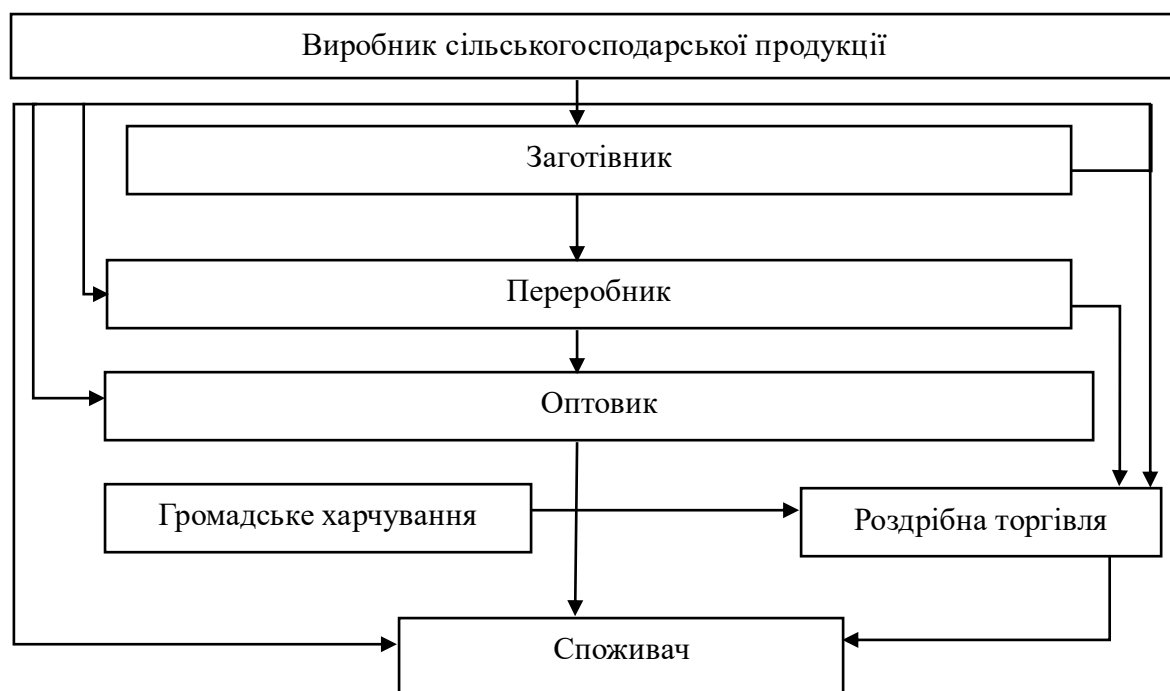 Виробник сільськогосподарської продукції
Заготівник
Переробник
Оптовик
Громадське харчування
Роздрібна торгівля
Споживач